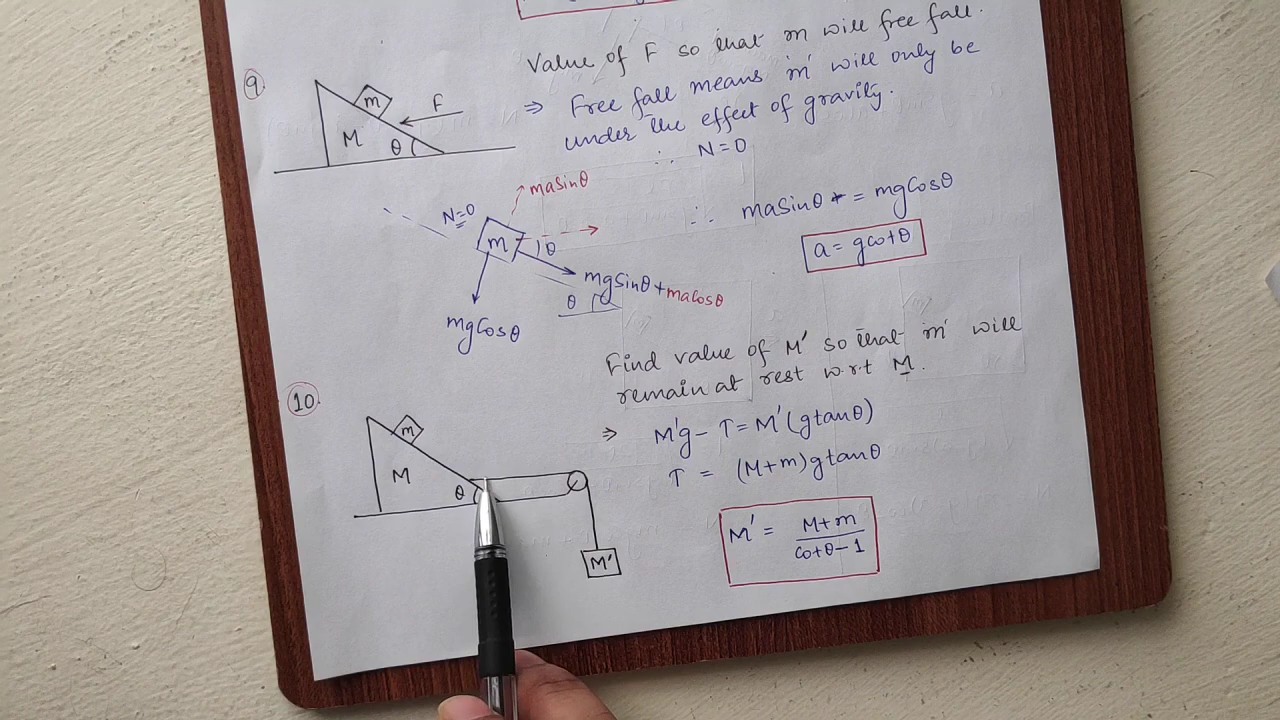 Value of F so that m will free fall.
9
m
F
M
θ
⇒ Free fall means 'm' will only be
under the effect of gravity.
∴ N=0
masinθ
N=0
m
θ
mgsinθ+macosθ
θ
mgcosθ
∴ masinθ = mgcosθ
a = gcotθ
Find value of M' so that 'm' will
remain at rest w.r.t M.
10
m
M
θ
M'
⇒ M'g - T = M'(gtanθ)
T = (M+m)gtanθ
M' = M+m
cotθ-1